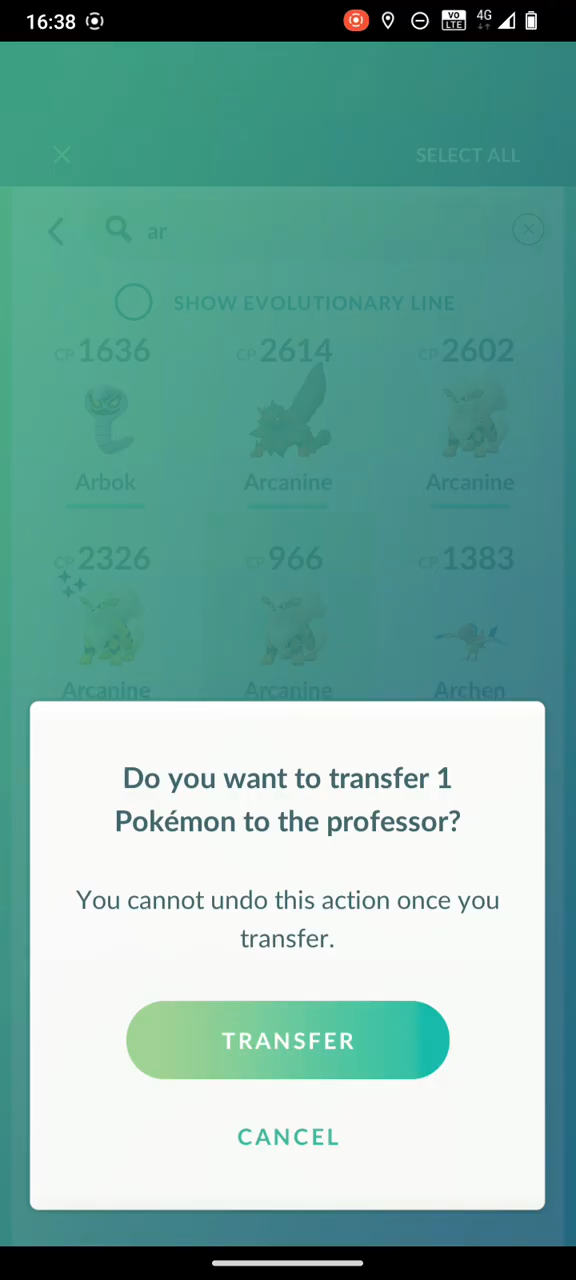 16:38 VO LTE 4G
SELECT ALL
ar
SHOW EVOLUTIONARY LINE
CP1636 CP2614 CP2602
Arbok Arcanine Arcanine
CP2326 CP966 CP1383
Arcanine Arcanine Archen
Do you want to transfer 1
Pokémon to the professor?
You cannot undo this action once you
transfer.
TRANSFER
CANCEL